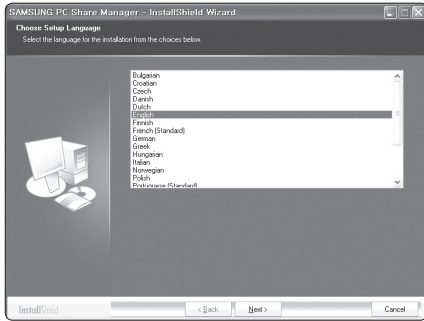 SAMSUNG PC Share Manager - InstallShield Wizard
Choose Setup Language
Select the language for the installation from the choices below.
Bulgarian
Croatian
Czech
Danish
Dutch
English
Finnish
French (Standard)
German
Greek
Hungarian
Italian
Norwegian
Polish
Portuguese (Standard)
InstallShield
< Back
Next >
Cancel